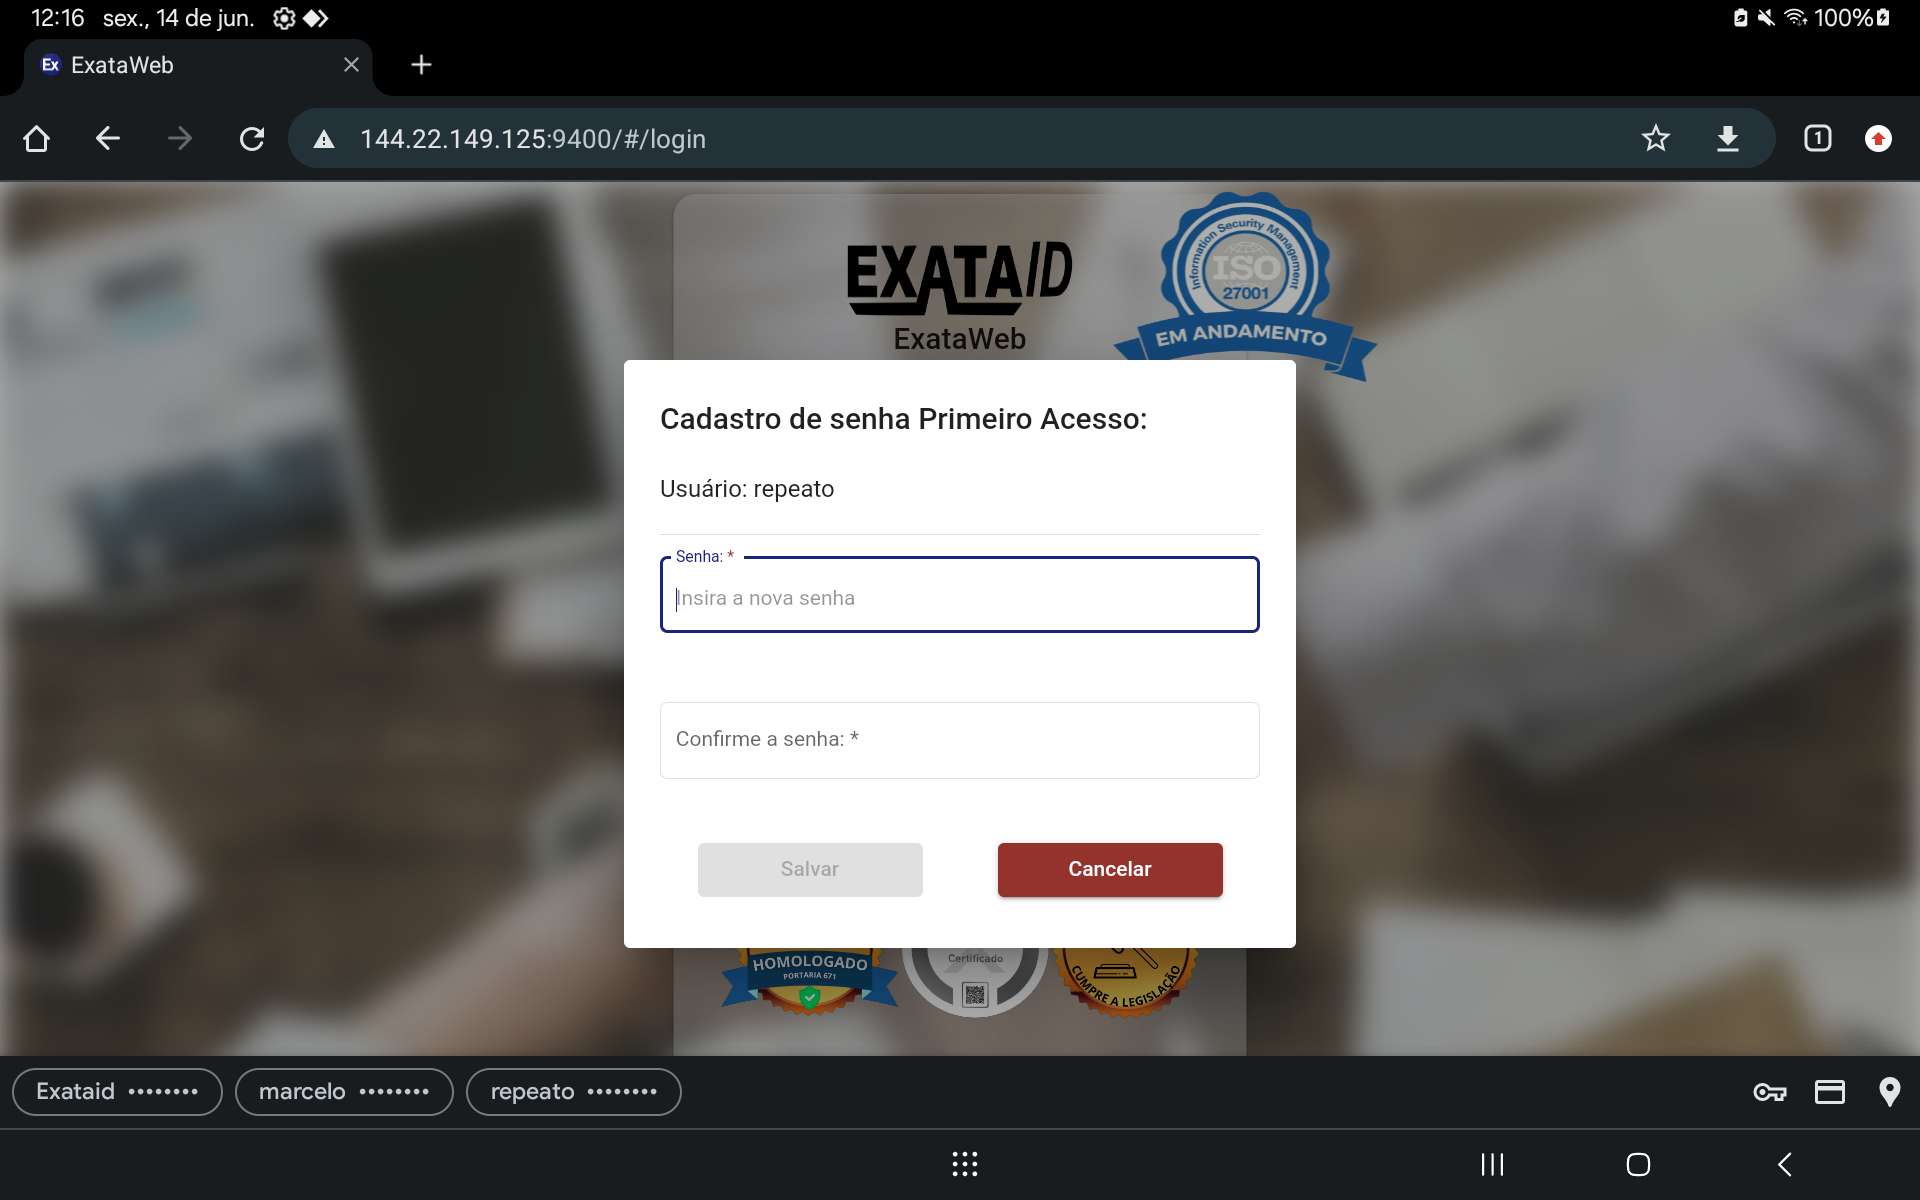 12:16 sex., 14 de jun. 100%
Ex ExataWeb
144.22.149.125:9400/#/login 1
EXATAID
ExataWeb
Information Security Management
ISO
27001
EM ANDAMENTO
Cadastro de senha Primeiro Acesso:
Usuário: repeato
Senha: *
Insira a nova senha
Confirme a senha: *
Salvar Cancelar
HOMOLOGADO
PORTARIA 671
Certificado
CUMPRE A LEGISLAÇÃO
Exataid •••••••• marcelo •••••••• repeato ••••••••